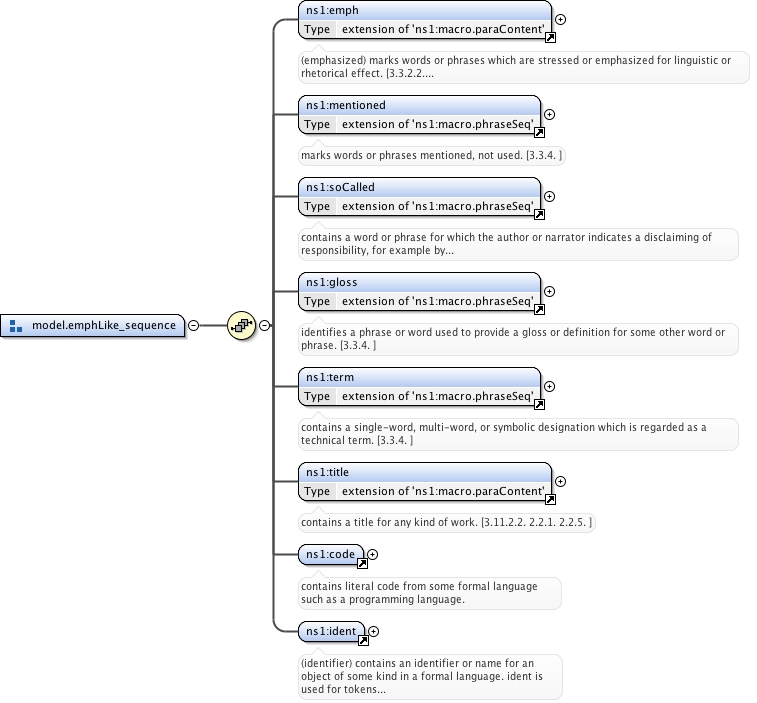 ns1:emph
Type extension of 'ns1:macro.paraContent'
(emphasized) marks words or phrases which are stressed or emphasized for linguistic or
rhetorical effect. [3.3.2.2....
ns1:mentioned
Type extension of 'ns1:macro.phraseSeq'
marks words or phrases mentioned, not used. [3.3.4. ]
ns1:soCalled
Type extension of 'ns1:macro.phraseSeq'
contains a word or phrase for which the author or narrator indicates a disclaiming of
responsibility, for example by...
ns1:gloss
Type extension of 'ns1:macro.phraseSeq'
model.emphLike_sequence
identifies a phrase or word used to provide a gloss or definition for some other word or
phrase. [3.3.4. ]
ns1:term
Type extension of 'ns1:macro.phraseSeq'
contains a single-word, multi-word, or symbolic designation which is regarded as a
technical term. [3.3.4. ]
ns1:title
Type extension of 'ns1:macro.paraContent'
contains a title for any kind of work. [3.11.2.2. 2.2.1. 2.2.5. ]
ns1:code
contains literal code from some formal language
such as a programming language.
ns1:ident
(identifier) contains an identifier or name for an
object of some kind in a formal language. ident is
used for tokens...